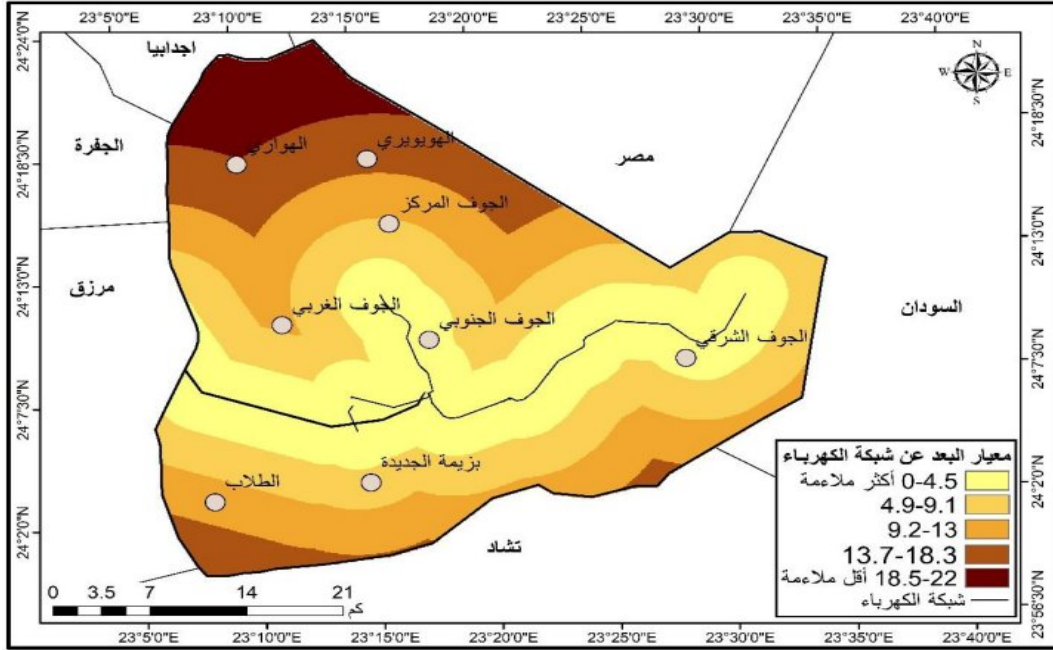 23°5'0"E 23°10'0"E 23°15'0"E 23°20'0"E 23°25'0"E 23°30'0"E 23°40'0"E
24°24'0"N
24°18'30"N
24°13'0"N
24°7'30"N
24°2'0"N
اجدابيا
N
W E
S
الجفرة
مصر
الهواري
الهويويري
الجوف المركز
مرزق
السودان
الجوف الغربي
الجوف الجنوبي
الجوف الشرقي
بزيمة الجديدة
الطلاب
تشاد
معيار البعد عن شبكة الكهرباء
0-4.5 أكثر ملاءمة
4.9-9.1
9.2-13
13.7-18.3
18.5-22 أقل ملاءمة
شبكة الكهرباء
0 3.5 7 14 21
كم
24°18'30"N
24°13'0"N
24°7'30"N
24°2'0"N
23°56'30"N
23°5'0"E 23°10'0"E 23°15'0"E 23°20'0"E 23°25'0"E 23°30'0"E 23°35'0"E 23°40'0"E